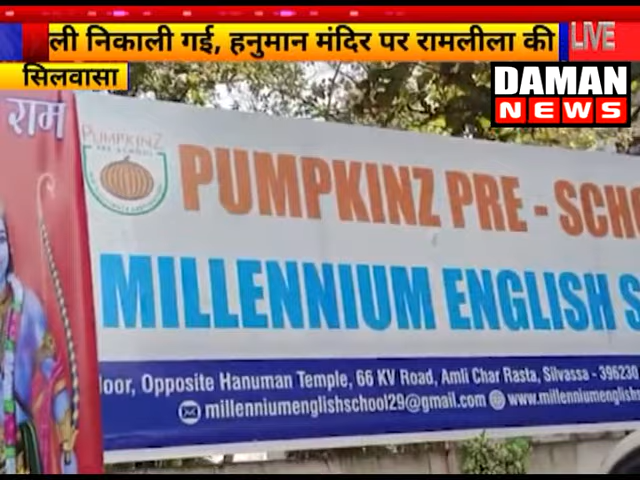 ली निकाली गई, हनुमान मंदिर पर रामलीला की
LIVE
सिलवासा
DAMAN
NEWS
राम
PUMPKINZ
PUMPKINZ PRE - SCHO
MILLENNIUM ENGLISH S
loor, Opposite Hanuman Temple, 66 KV Road, Amli Char Rasta, Silvassa - 396230
millenniumenglishschool29@gmail.com www.millenniumenglishs